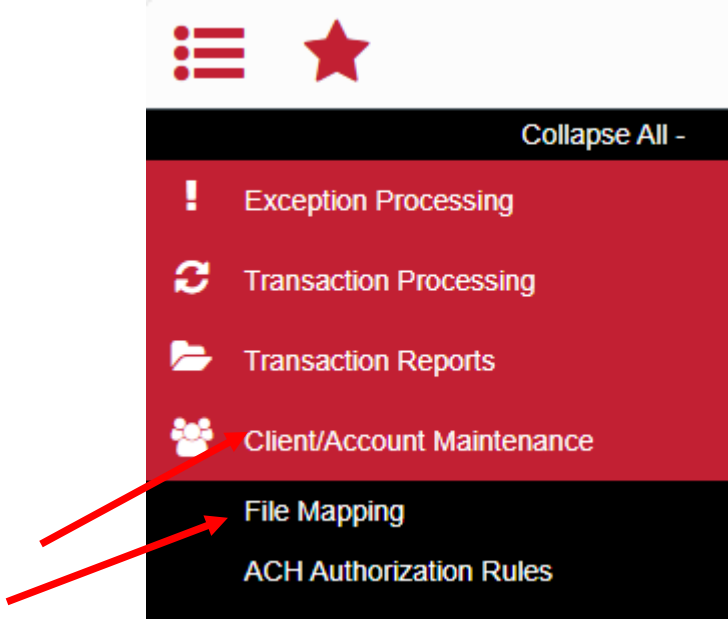 Collapse All -
Exception Processing
Transaction Processing
Transaction Reports
Client/Account Maintenance
File Mapping
ACH Authorization Rules